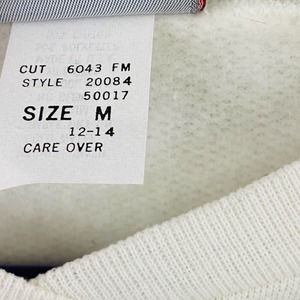 CUT 6043 FM
STYLE 20084
50017
SIZE M
12-14
CARE OVER